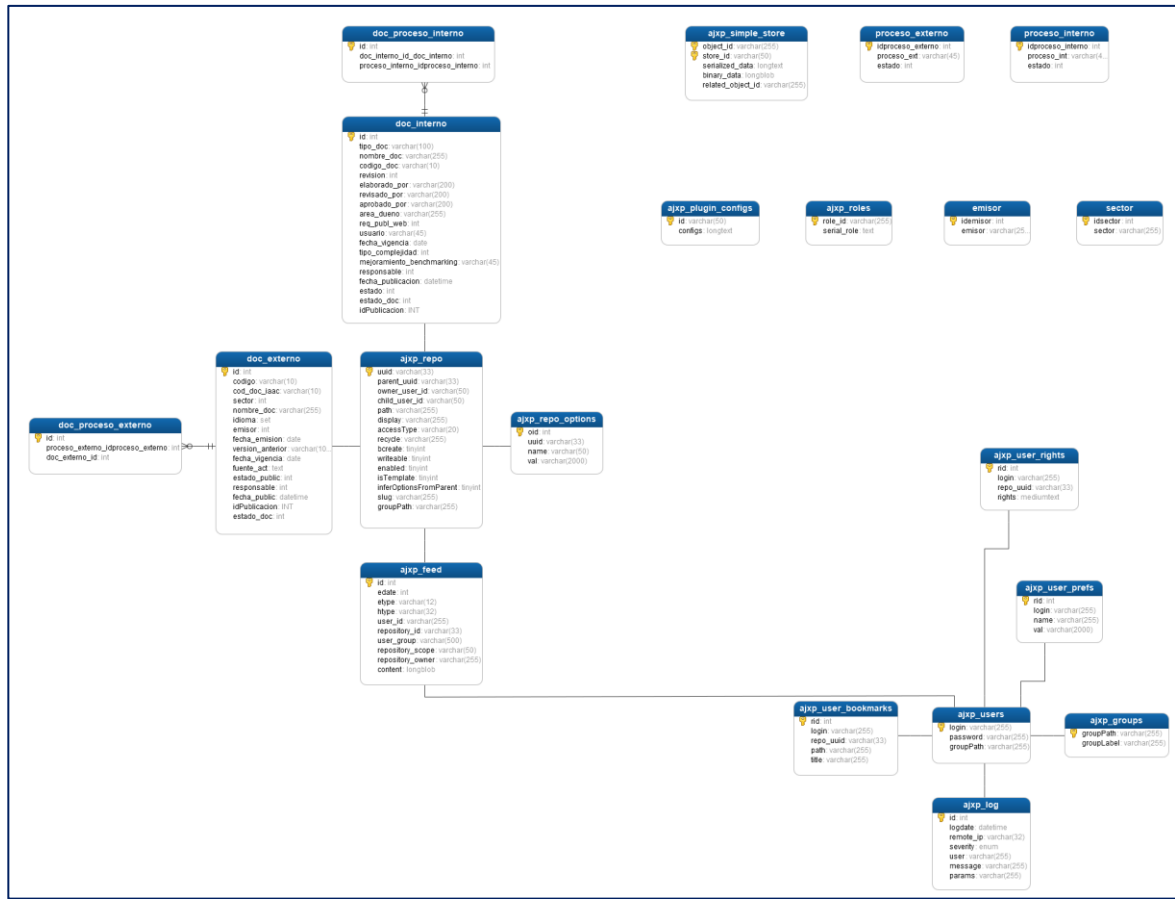 doc_proceso_interno
id: int
doc_interno_id_doc_interno: int
proceso_interno_idproceso_interno: int
ajxp_simple_store
object_id: varchar(255)
store_id: varchar(50)
serialized_data: longtext
binary_data: longblob
related_object_id: varchar(255)
proceso_externo
idproceso_externo: int
proceso_ext: varchar(45)
estado: int
proceso_interno
idproceso_interno: int
proceso_int: varchar(4...
estado: int
doc_interno
id: int
tipo_doc: varchar(100)
nombre_doc: varchar(255)
codigo_doc: varchar(10)
revision: int
elaborado_por: varchar(200)
revisado_por: varchar(200)
aprobado_por: varchar(200)
area_dueno: varchar(255)
req_publ_web: int
usuario: varchar(45)
fecha_vigencia: date
tipo_complejidad: int
mejoramiento_benchmarking: varchar(45)
responsable: int
fecha_publicacion: datetime
estado: int
estado_doc: int
idPublicacion: INT
ajxp_plugin_configs
id: varchar(50)
configs: longtext
ajxp_roles
role_id: varchar(255)
serial_role: text
emisor
idemisor: int
emisor: varchar(25...
sector
idsector: int
sector: varchar(255)
doc_externo
id: int
codigo: varchar(10)
cod_doc_iaac: varchar(10)
sector: int
nombre_doc: varchar(255)
idioma: set
emisor: int
fecha_emision: date
version_anterior: varchar(10...
fecha_vigencia: date
fuente_act: text
estado_public: int
responsable: int
fecha_public: datetime
idPublicacion: INT
estado_doc: int
ajxp_repo
uuid: varchar(33)
parent_uuid: varchar(33)
owner_user_id: varchar(50)
child_user_id: varchar(50)
path: varchar(255)
display: varchar(255)
accessType: varchar(20)
recycle: varchar(255)
bcreate: tinyint
writeable: tinyint
enabled: tinyint
isTemplate: tinyint
inferOptionsFromParent: tinyint
slug: varchar(255)
groupPath: varchar(255)
ajxp_repo_options
oid: int
uuid: varchar(33)
name: varchar(50)
val: varchar(2000)
doc_proceso_externo
id: int
proceso_externo_idproceso_externo: int
doc_externo_id: int
ajxp_user_rights
rid: int
login: varchar(255)
repo_uuid: varchar(33)
rights: mediumtext
ajxp_feed
id: int
edate: int
etype: varchar(12)
htype: varchar(32)
user_id: varchar(255)
repository_id: varchar(33)
user_group: varchar(500)
repository_scope: varchar(50)
repository_owner: varchar(255)
content: longblob
ajxp_user_prefs
rid: int
login: varchar(255)
name: varchar(255)
val: varchar(2000)
ajxp_user_bookmarks
rid: int
login: varchar(255)
repo_uuid: varchar(33)
path: varchar(255)
title: varchar(255)
ajxp_users
login: varchar(255)
password: varchar(255)
groupPath: varchar(255)
ajxp_groups
groupPath: varchar(255)
groupLabel: varchar(255)
ajxp_log
id: int
logdate: datetime
remote_ip: varchar(32)
severity: enum
user: varchar(255)
message: varchar(255)
params: varchar(255)